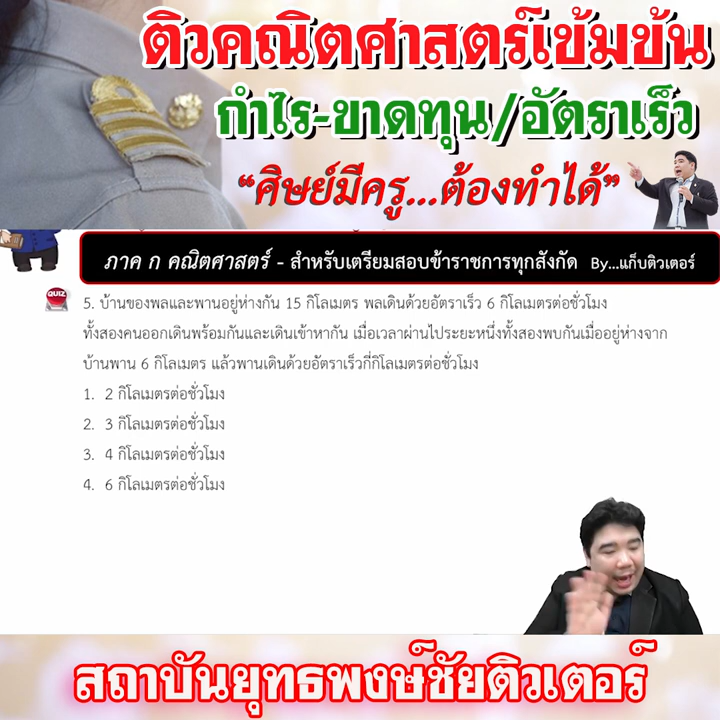 ติวคณิตศาสตร์เข้มข้น
กำไร-ขาดทุน/อัตราเร็ว
“ศิษย์มีครู...ต้องทำได้”
ภาค ก คณิตศาสตร์ - สำหรับเตรียมสอบข้าราชการทุกสังกัด By...แก็บติวเตอร์
QUIZ
5. บ้านของพลและพานอยู่ห่างกัน 15 กิโลเมตร พลเดินด้วยอัตราเร็ว 6 กิโลเมตรต่อชั่วโมง
ทั้งสองคนออกเดินพร้อมกันและเดินเข้าหากัน เมื่อเวลาผ่านไประยะหนึ่งทั้งสองพบกันเมื่ออยู่ห่างจาก
บ้านพาน 6 กิโลเมตร แล้วพานเดินด้วยอัตราเร็วกี่กิโลเมตรต่อชั่วโมง
1. 2 กิโลเมตรต่อชั่วโมง
2. 3 กิโลเมตรต่อชั่วโมง
3. 4 กิโลเมตรต่อชั่วโมง
4. 6 กิโลเมตรต่อชั่วโมง
สถาบันยุทธพงษ์ชัยติวเตอร์